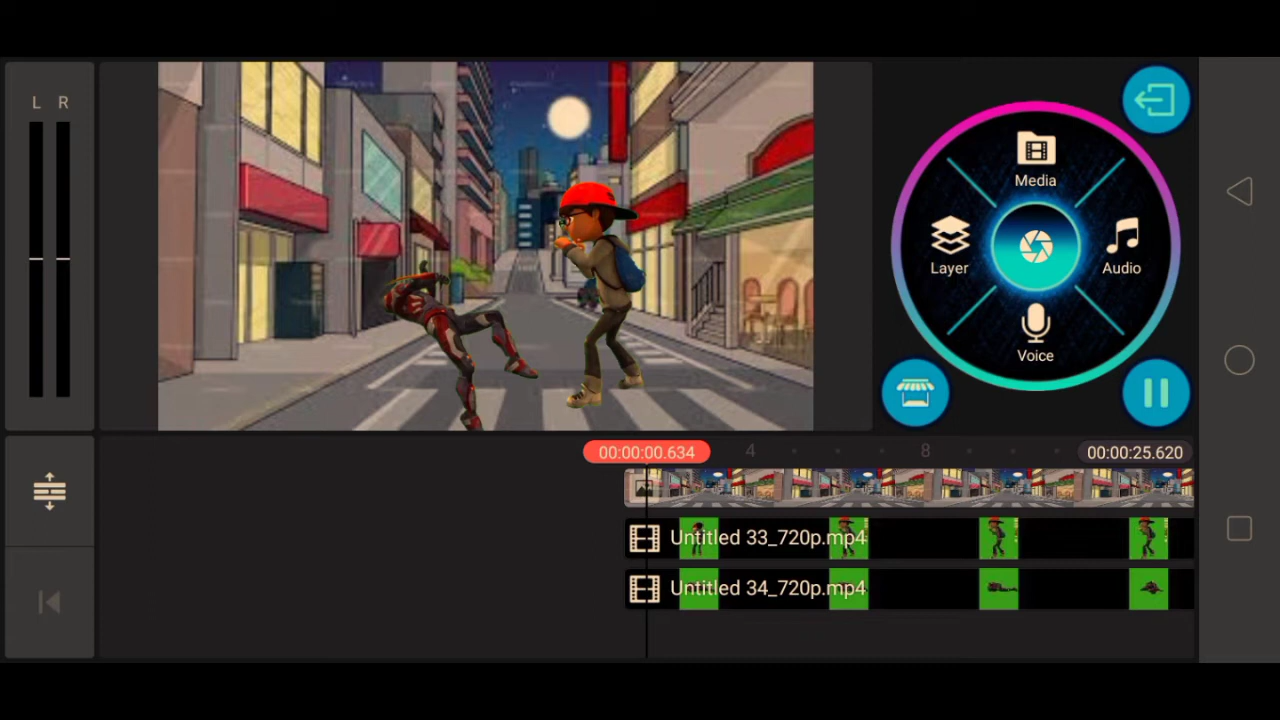 L R
Media
Layer
Audio
Voice
00:00:00.634
4
8
00:00:25.620
Untitled 33_720p.mp4
Untitled 34_720p.mp4